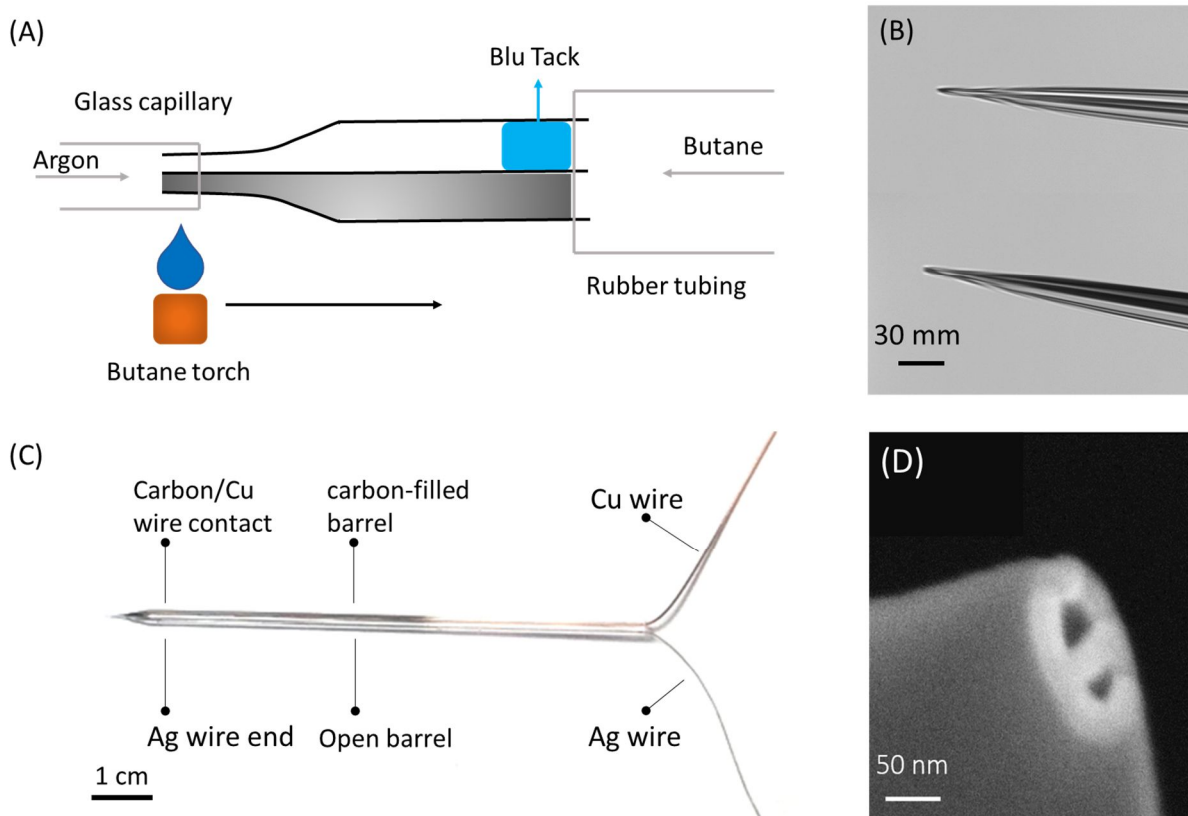 (A)
Blu Tack
Glass capillary
Argon
Butane
Rubber tubing
Butane torch
(B)
30 mm
(C)
Carbon/Cu
wire contact
carbon-filled
barrel
Cu wire
Ag wire end
Open barrel
Ag wire
1 cm
(D)
50 nm